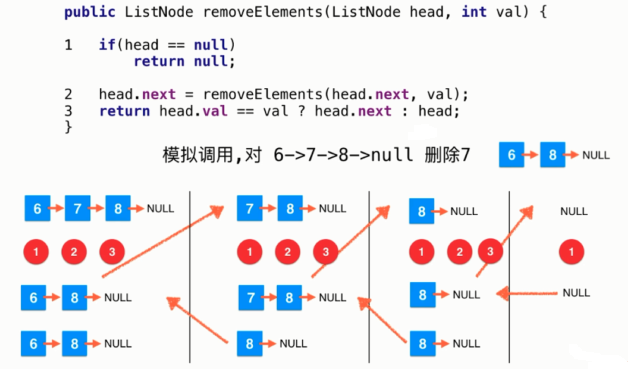 public ListNode removeElements(ListNode head, int val) {
1 if(head == null)
return null;
2 head.next = removeElements(head.next, val);
3 return head.val == val ? head.next : head;
}
模拟调用,对 6->7->8->null 删除7
6 8 NULL
6 7 8 NULL
7 8 NULL
8 NULL
NULL
1 2 3
1 2 3
1 2 3
1
6 8 NULL
7 8 NULL
8 NULL
NULL
6 8 NULL
8 NULL
8 NULL